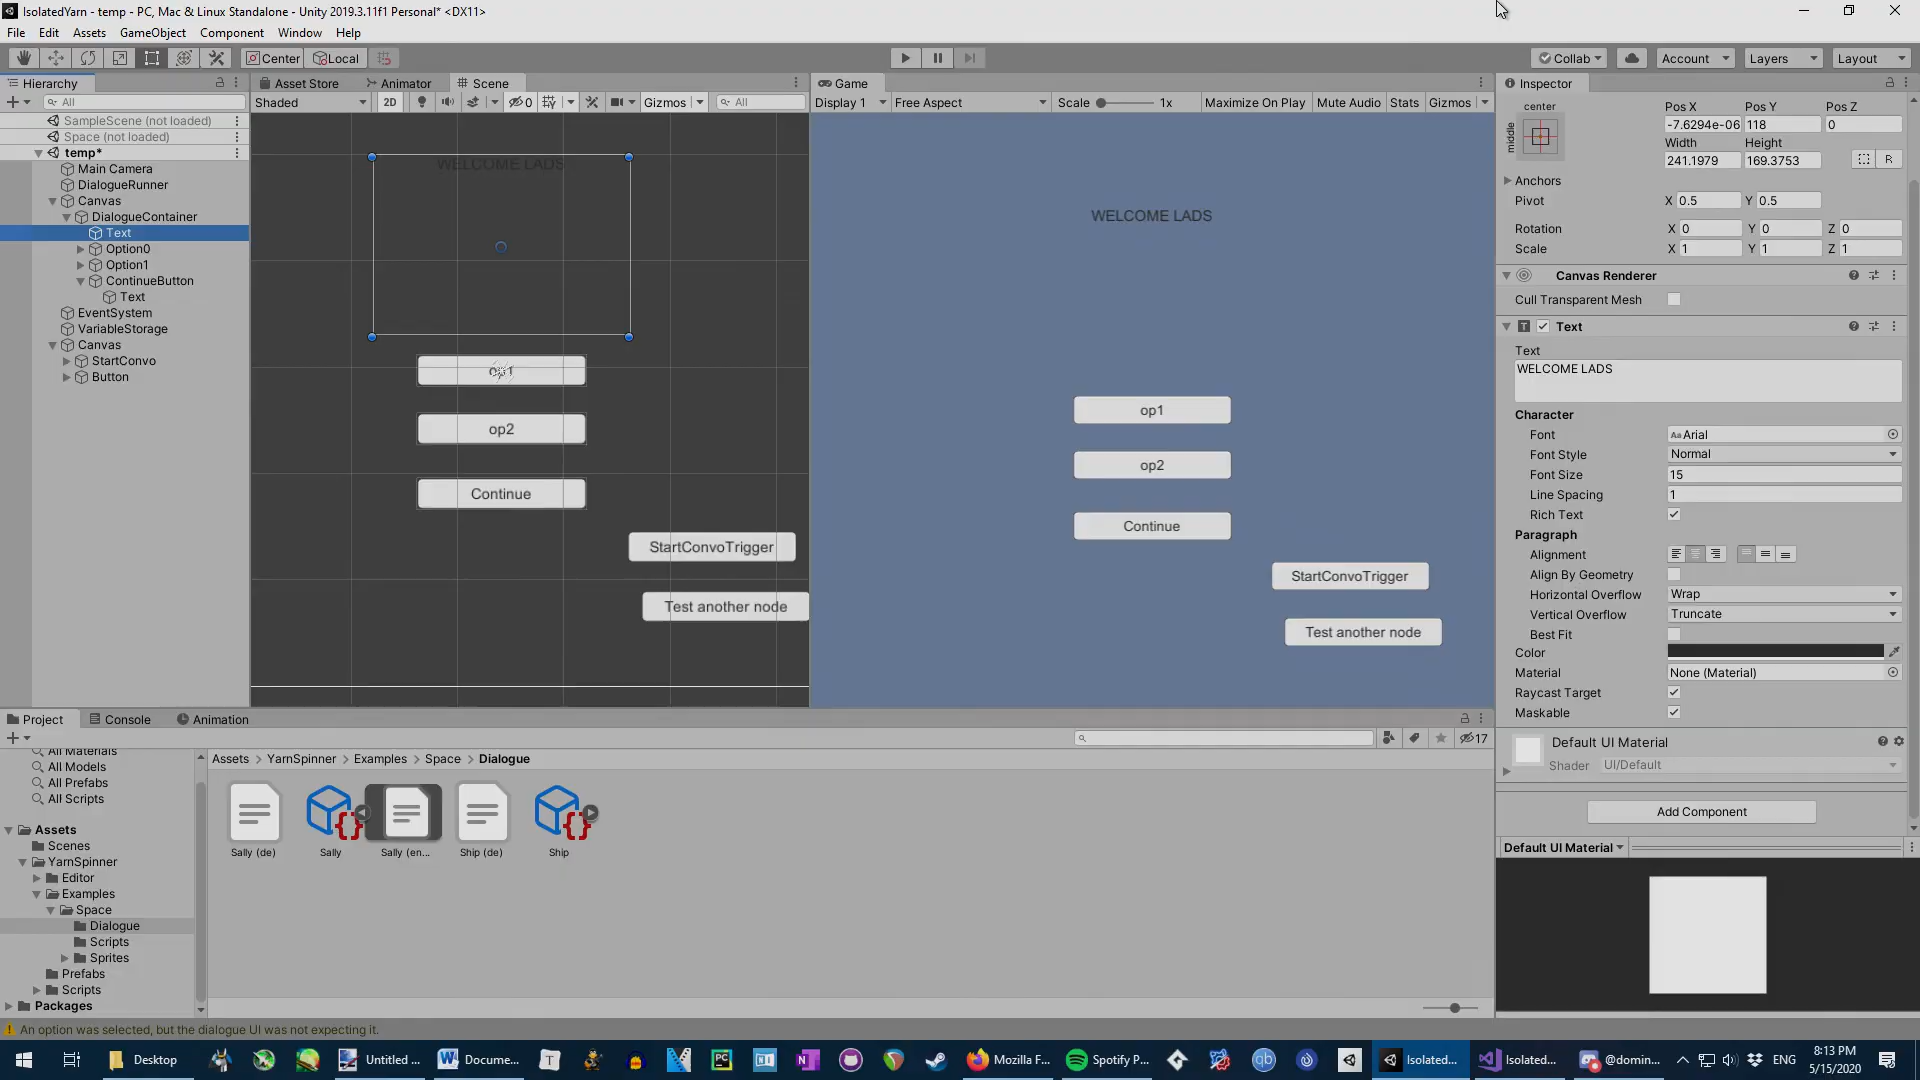 IsolatedYarn - temp - PC, Mac & Linux Standalone - Unity 2019.3.11f1 Personal* <DX11>
File Edit Assets GameObject Component Window Help
Center Local Collab Account Layers Layout
Hierarchy
All
SampleScene (not loaded)
Space (not loaded)
temp*
Main Camera
DialogueRunner
Canvas
DialogueContainer
Text
Option0
Option1
ContinueButton
Text
EventSystem
VariableStorage
Canvas
StartConvo
Button
Asset Store Animator Scene
Shaded 2D 0 Gizmos All
WELCOME LADS
op1
op2
Continue
StartConvoTrigger
Test another node
Game
Display 1 Free Aspect Scale 1x Maximize On Play Mute Audio Stats Gizmos
WELCOME LADS
op1
op2
Continue
StartConvoTrigger
Test another node
Inspector
center
middle
Pos X Pos Y Pos Z
-7.6294e-06 118 0
Width Height
241.1979 169.3753 R
Anchors
Pivot X 0.5 Y 0.5
Rotation X 0 Y 0 Z 0
Scale X 1 Y 1 Z 1
Canvas Renderer
Cull Transparent Mesh
Text
Text
WELCOME LADS
Character
Font Aa Arial
Font Style Normal
Font Size 15
Line Spacing 1
Rich Text
Paragraph
Alignment
Align By Geometry
Horizontal Overflow Wrap
Vertical Overflow Truncate
Best Fit
Color
Material None (Material)
Raycast Target
Maskable
Default UI Material
Shader UI/Default
Add Component
Default UI Material
Project Console Animation
17
All Materials
All Models
All Prefabs
All Scripts
Assets
Scenes
YarnSpinner
Editor
Examples
Space
Dialogue
Scripts
Sprites
Prefabs
Scripts
Packages
Assets > YarnSpinner > Examples > Space > Dialogue
Sally (de) Sally Sally (en... Ship (de) Ship
An option was selected, but the dialogue UI was not expecting it.
Desktop Untitled ... Docume... Mozilla F... Spotify P... Isolated... Isolated... @domin... ENG
8:13 PM
5/15/2020